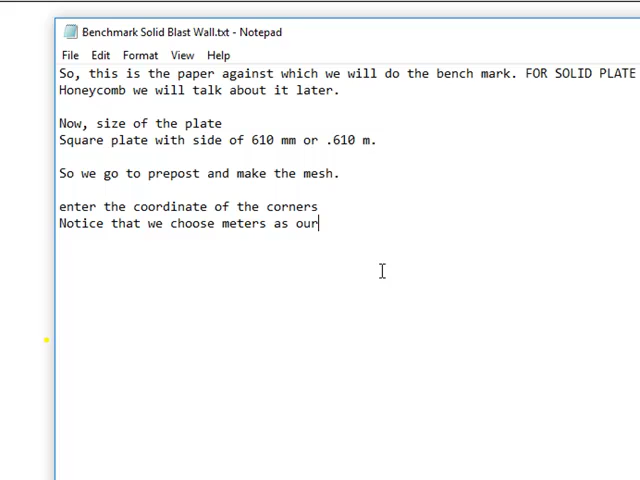 Benchmark Solid Blast Wall.txt - Notepad
File Edit Format View Help
So, this is the paper against which we will do the bench mark. FOR SOLID PLATE
Honeycomb we will talk about it later.
Now, size of the plate
Square plate with side of 610 mm or .610 m.
So we go to prepost and make the mesh.
enter the coordinate of the corners
Notice that we choose meters as our